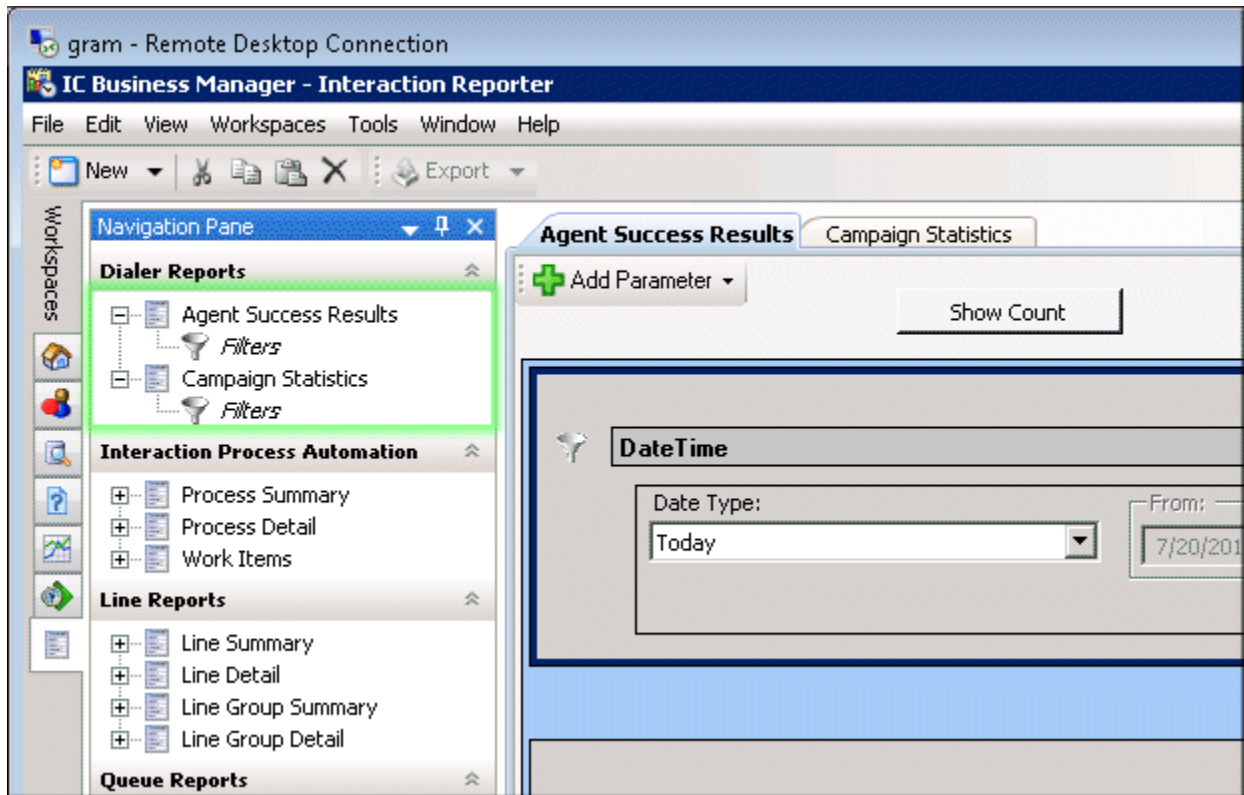 gram - Remote Desktop Connection
IC Business Manager - Interaction Reporter
File Edit View Workspaces Tools Window Help
New Export
Workspaces
Navigation Pane
Dialer Reports
Agent Success Results
Filters
Campaign Statistics
Filters
Interaction Process Automation
Process Summary
Process Detail
Work Items
Line Reports
Line Summary
Line Detail
Line Group Summary
Line Group Detail
Queue Reports
Agent Success Results Campaign Statistics
Add Parameter
Show Count
DateTime
Date Type: From:
Today 7/20/201